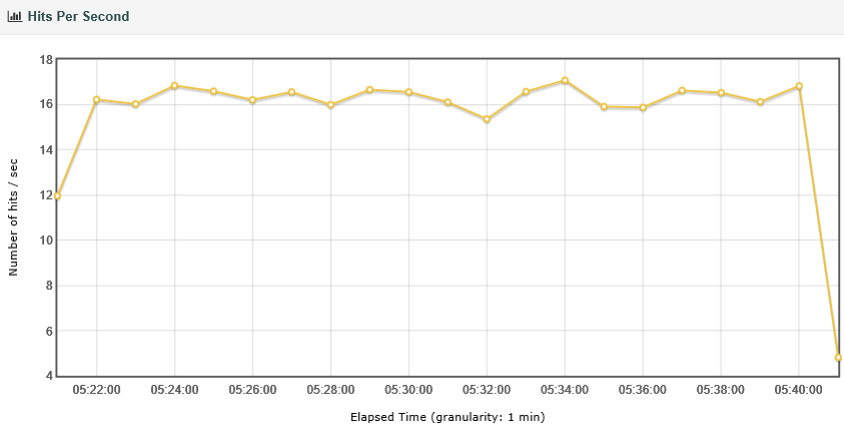 Hits Per Second
18
16
14
12
10
8
6
4
Number of hits / sec
05:22:00 05:24:00 05:26:00 05:28:00 05:30:00 05:32:00 05:34:00 05:36:00 05:38:00 05:40:00
Elapsed Time (granularity: 1 min)